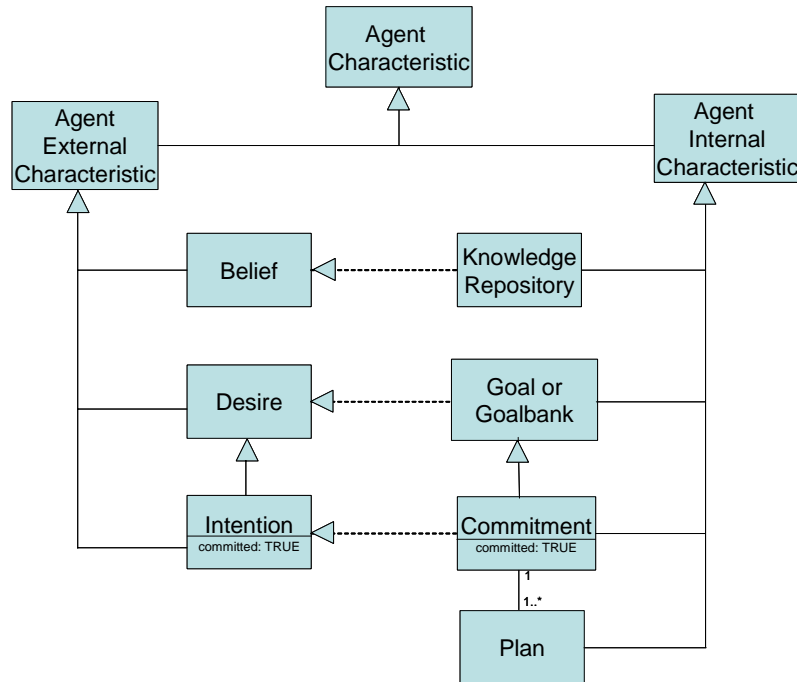 Agent
Characteristic
Agent
External
Characteristic
Agent
Internal
Characteristic
Belief
Knowledge
Repository
Desire
Goal or
Goalbank
Intention
committed: TRUE
Commitment
committed: TRUE
1
1..*
Plan